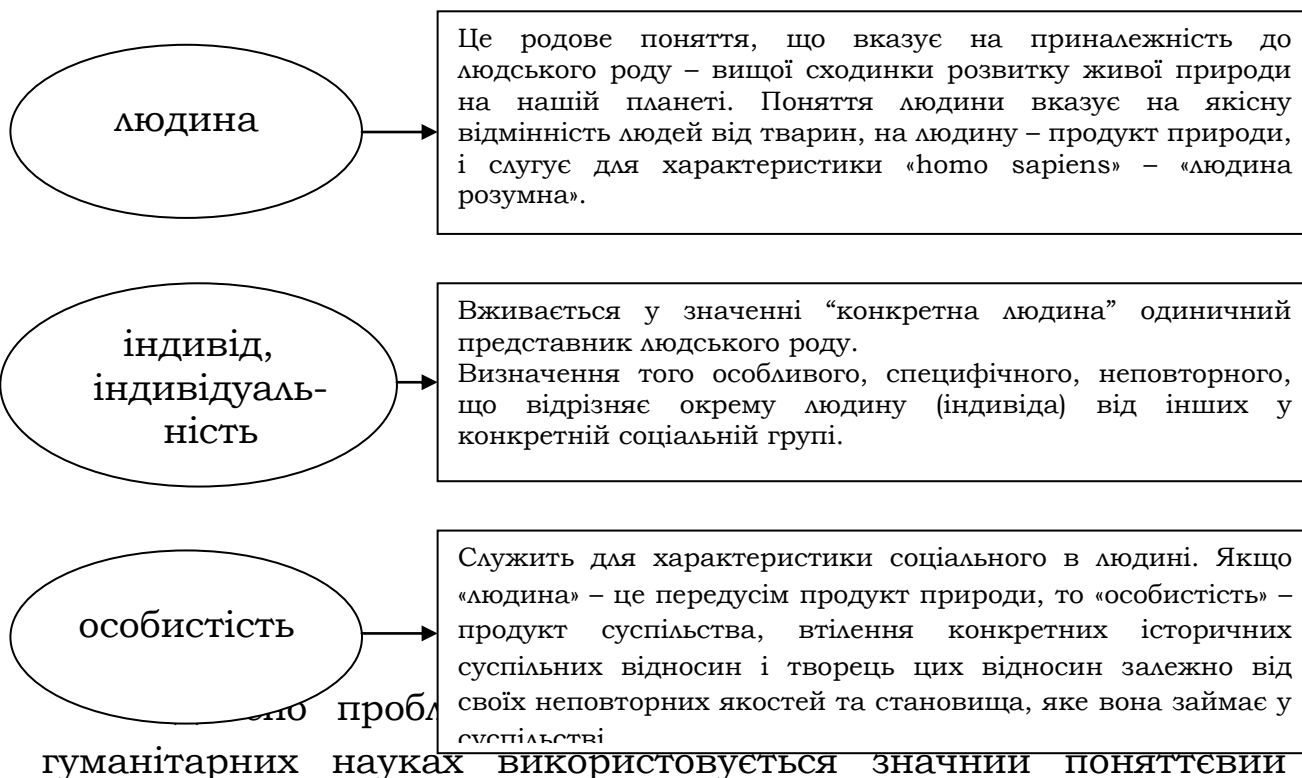 людина
Це родове поняття, що вказує на приналежність до
людського роду – вищої сходинки розвитку живої природи
на нашій планеті. Поняття людини вказує на якісну
відмінність людей від тварин, на людину – продукт природи,
і слугує для характеристики «homo sapiens» – «людина
розумна».
індивід,
індивідуаль-
ність
Вживається у значенні “конкретна людина” одиничний
представник людського роду.
Визначення того особливого, специфічного, неповторного,
що відрізняє окрему людину (індивіда) від інших у
конкретній соціальній групі.
особистість
Служить для характеристики соціального в людині. Якщо
«людина» – це передусім продукт природи, то «особистість» –
продукт суспільства, втілення конкретних історичних
суспільних відносин і творець цих відносин залежно від
своїх неповторних якостей та становища, яке вона займає у
суспільстві
гуманітарних науках використовується значний поняттєвий